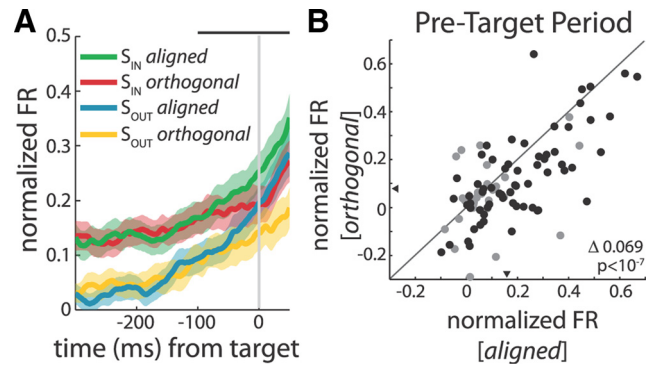 A
0.5
0.4
0.3
0.2
0.1
0
normalized FR
S_IN aligned
S_IN orthogonal
S_OUT aligned
S_OUT orthogonal
-200
-100
0
time (ms) from target
B
Pre-Target Period
0.6
0.4
0.2
0
-0.2
normalized FR
[orthogonal]
Δ 0.069
p<10^-7
-0.2
0
0.2
0.4
0.6
normalized FR
[aligned]